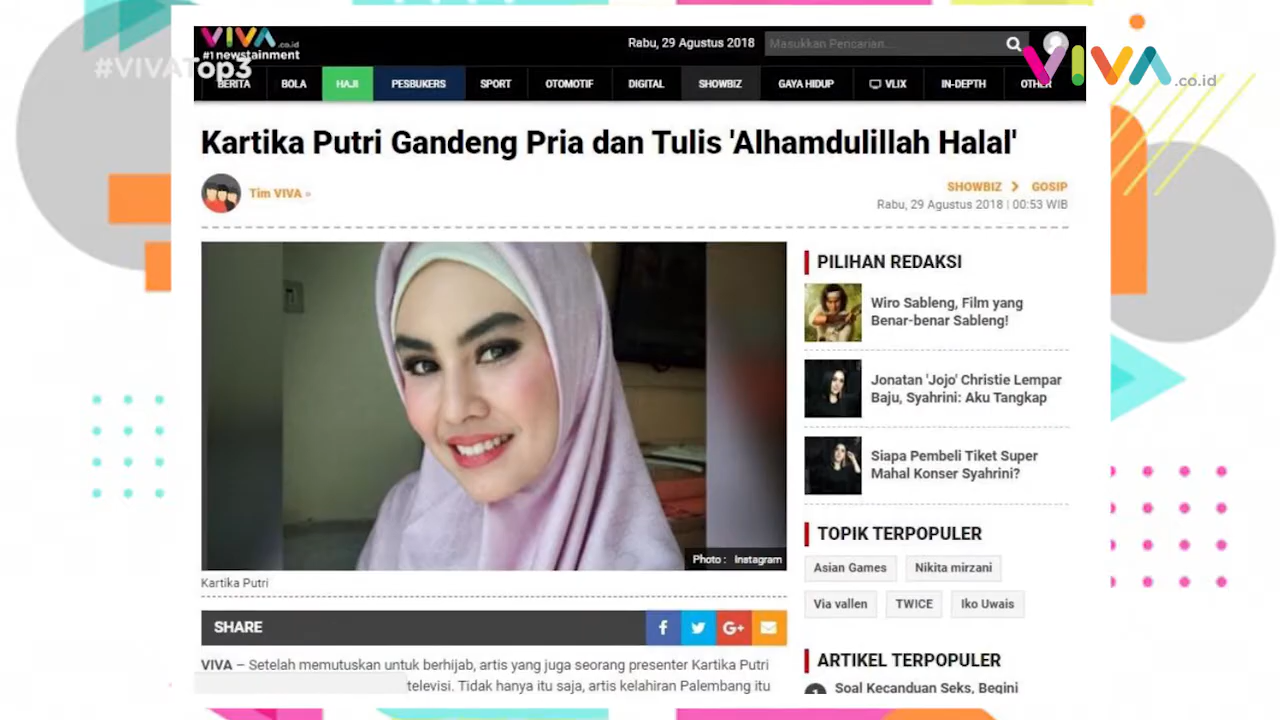 VIVA.co.id
#1 newstainment
#VIVATop3
Rabu, 29 Agustus 2018
Masukkan Pencarian...
VIVA.co.id
BERITA
BOLA
HAJI
PESBUKERS
SPORT
OTOMOTIF
DIGITAL
SHOWBIZ
GAYA HIDUP
VLIX
IN-DEPTH
OTHER
Kartika Putri Gandeng Pria dan Tulis 'Alhamdulillah Halal'
Tim VIVA »
SHOWBIZ > GOSIP
Rabu, 29 Agustus 2018 | 00:53 WIB
Photo : Instagram
Kartika Putri
SHARE
f
G+
VIVA – Setelah memutuskan untuk berhijab, artis yang juga seorang presenter Kartika Putri
televisi. Tidak hanya itu saja, artis kelahiran Palembang itu
PILIHAN REDAKSI
Wiro Sableng, Film yang
Benar-benar Sableng!
Jonatan 'Jojo' Christie Lempar
Baju, Syahrini: Aku Tangkap
Siapa Pembeli Tiket Super
Mahal Konser Syahrini?
TOPIK TERPOPULER
Asian Games
Nikita mirzani
Via vallen
TWICE
Iko Uwais
ARTIKEL TERPOPULER
1
Soal Kecanduan Seks, Begini